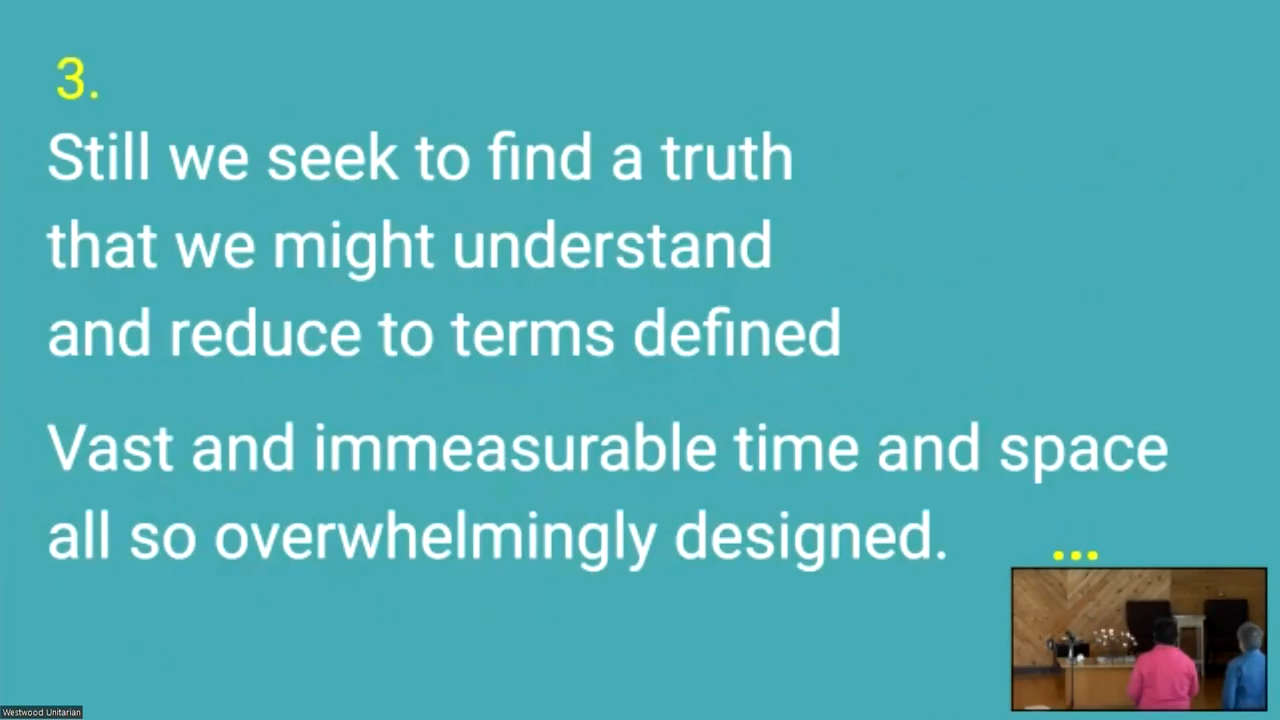 3.
Still we seek to find a truth
that we might understand
and reduce to terms defined
Vast and immeasurable time and space
all so overwhelmingly designed. ...
Westwood Unitarian